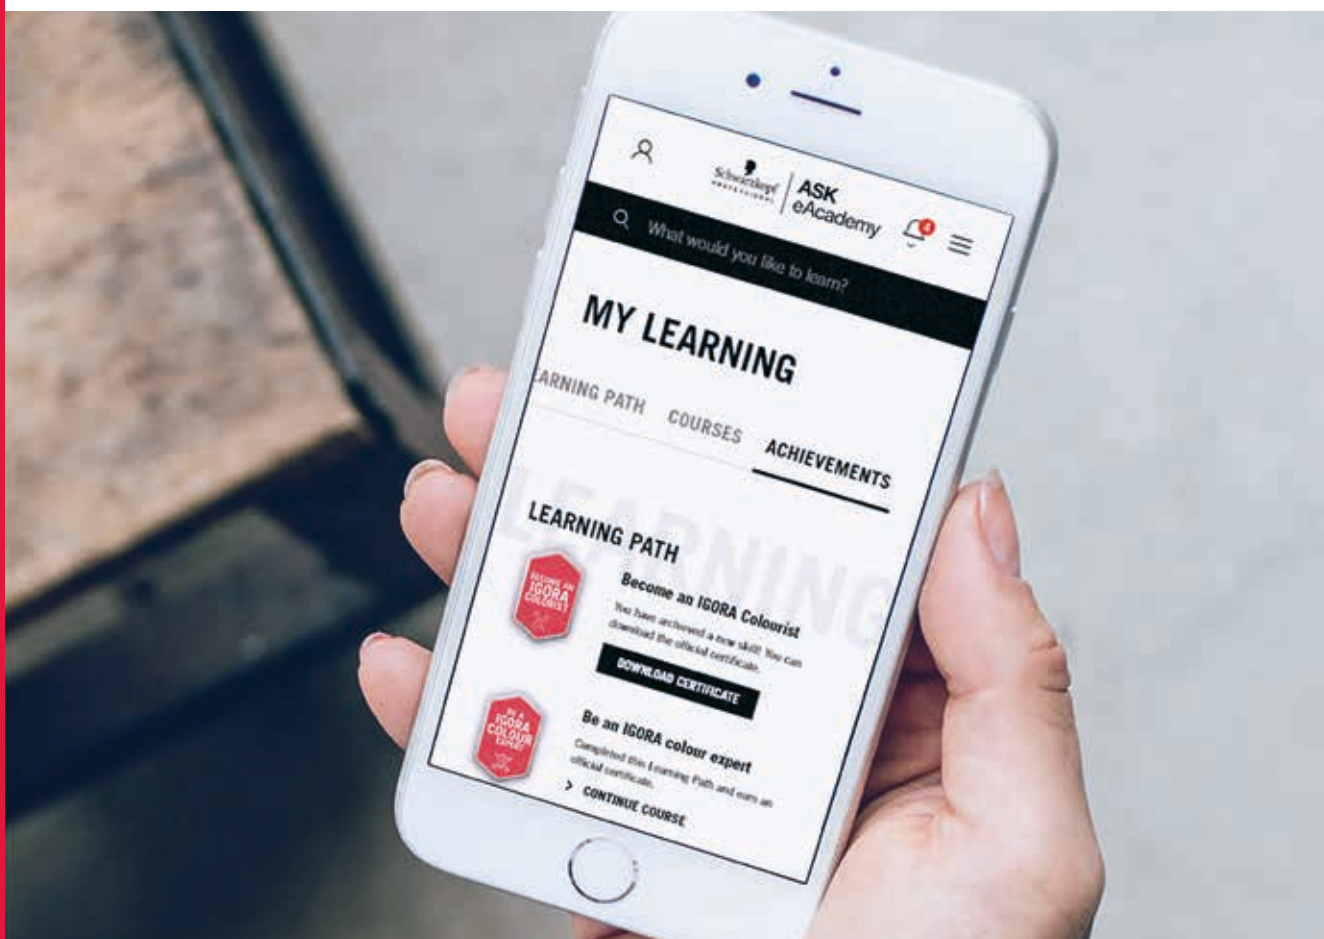 Schwarzkopf
PROFESSIONAL
ASK
eAcademy
4
What would you like to learn?
MY LEARNING
EARNING PATH
COURSES
ACHIEVEMENTS
LEARNING
LEARNING PATH
BECOME AN
IGORA
COLORIST
Become an IGORA Colourist
You have archieved a new skill! You can
download the official certificate.
DOWNLOAD CERTIFICATE
BE A
IGORA
COLOUR
EXPERT
Be an IGORA colour expert
Completed this Learning Path and earn an
official certificate.
> CONTINUE COURSE